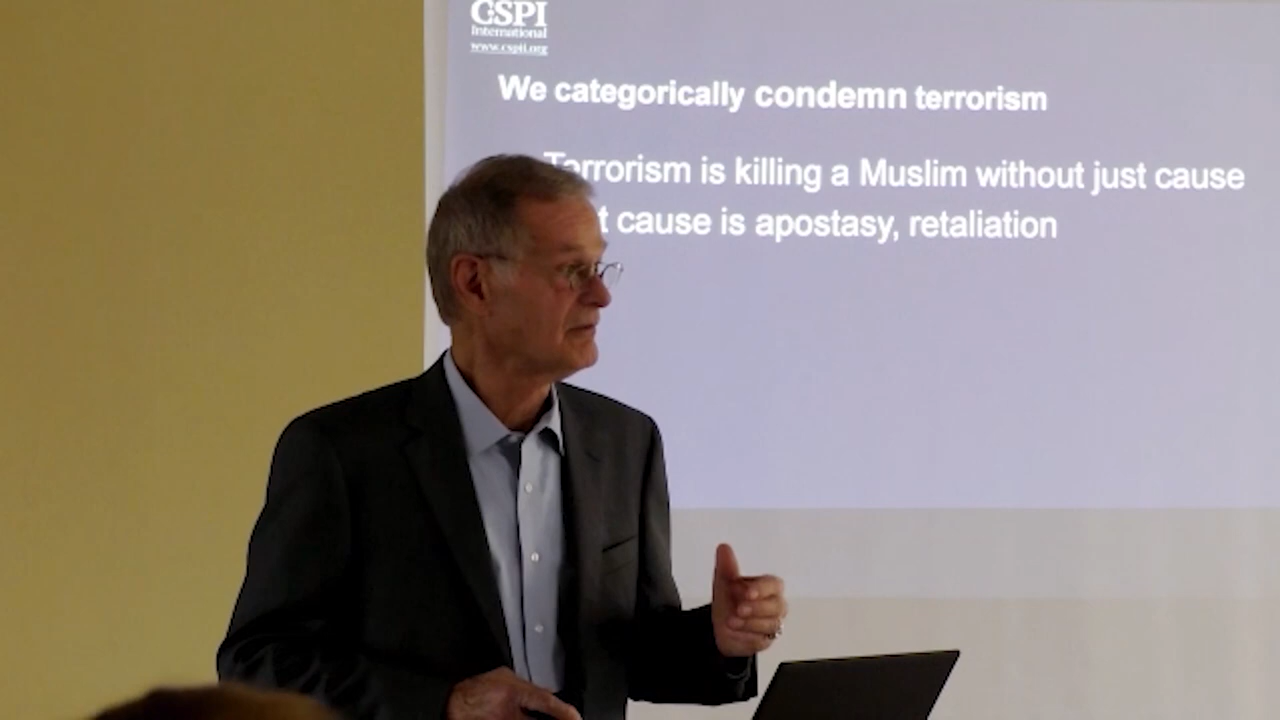 CSPI
International
www.cspii.org
We categorically condemn terrorism
Terrorism is killing a Muslim without just cause
cause is apostasy, retaliation